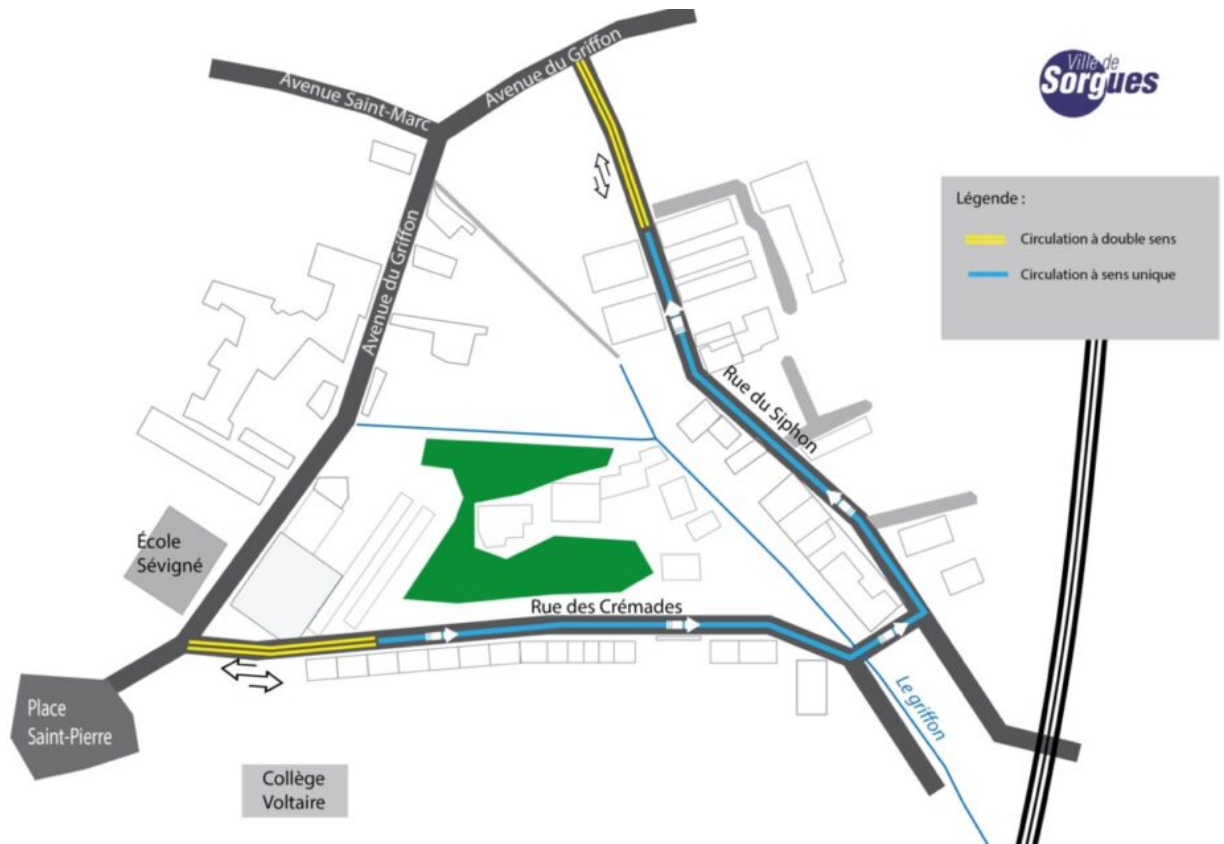 Avenue du Griffon
Avenue Saint-Marc
Ville de
Sorgues
Légende :
Circulation à double sens
Circulation à sens unique
Avenue du Griffon
Rue du Siphon
École
Sévigné
Rue des Crémades
Le griffon
Place
Saint-Pierre
Collège
Voltaire